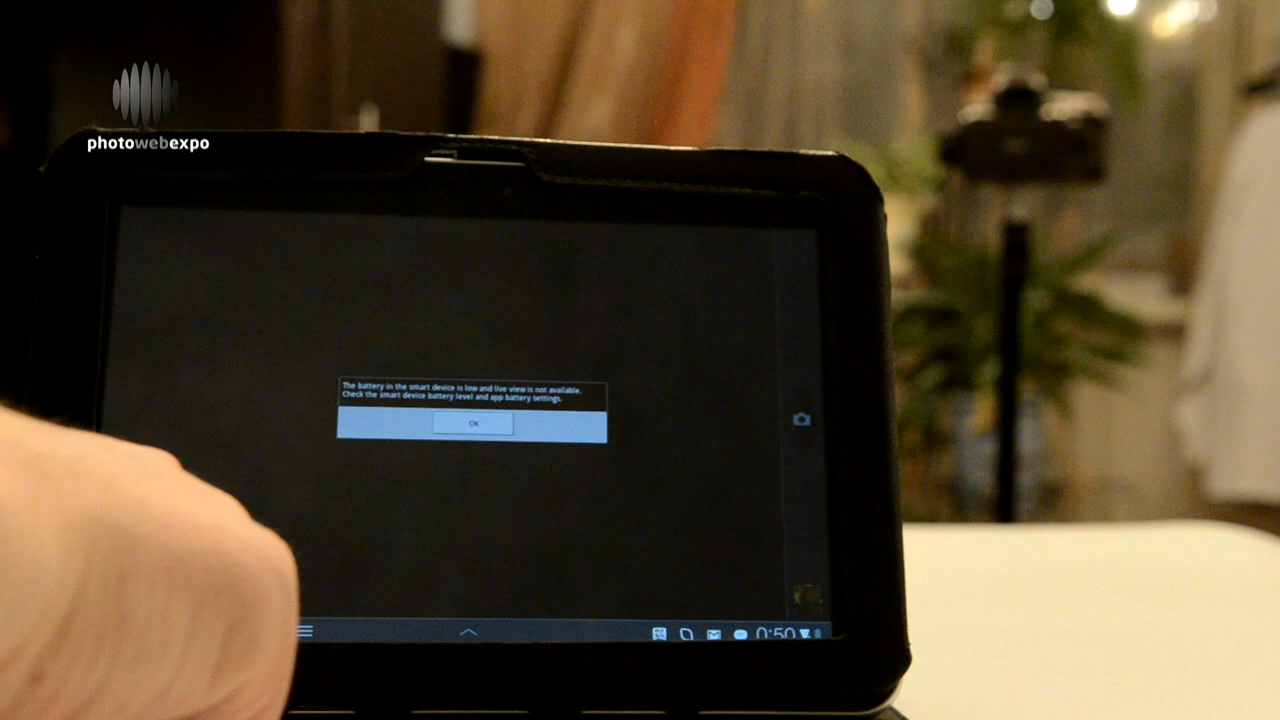 photowebexpo
The battery in the smart device is low and live view is not available.
Check the smart device battery level and app battery settings.
OK
0:50